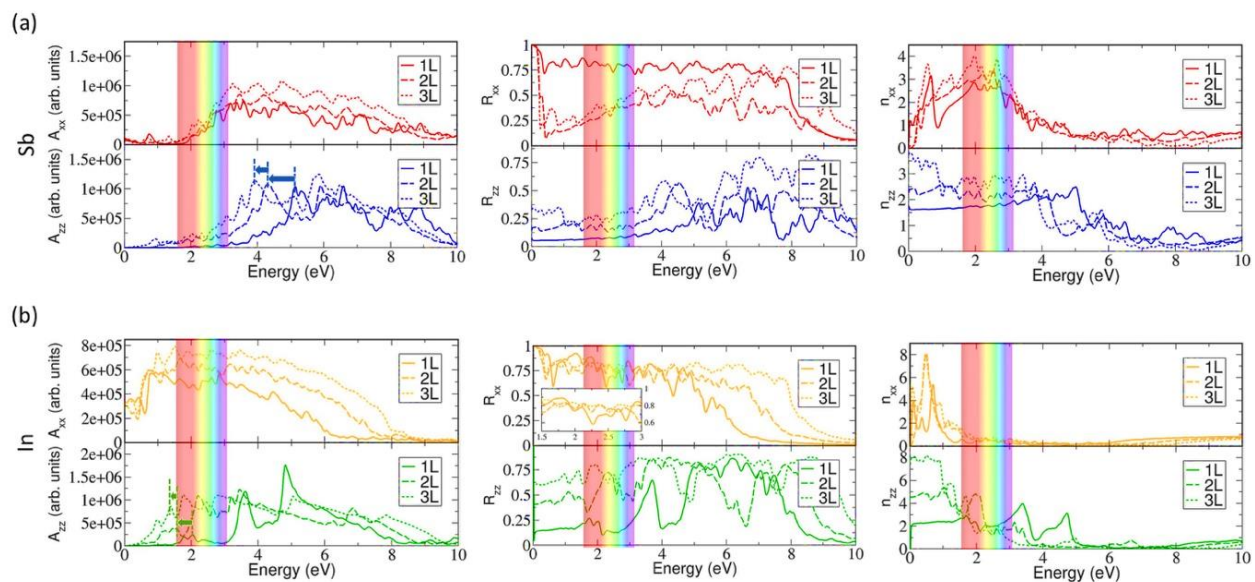 (a)
Sb
A_xx (arb. units)
1.5e+06
1e+06
5e+05
0
1L
2L
3L
A_zz (arb. units)
1.5e+06
1e+06
5e+05
0
1L
2L
3L
0 2 4 6 8 10
Energy (eV)
R_xx
1
0.75
0.5
0.25
1L
2L
3L
R_zz
0.75
0.5
0.25
0
1L
2L
3L
0 2 4 6 8 10
Energy (eV)
n_xx
4
3
2
1
0
1L
2L
3L
n_zz
3
2
1
0
1L
2L
3L
0 2 4 6 8 10
Energy (eV)
(b)
In
A_xx (arb. units)
8e+05
6e+05
4e+05
2e+05
0
1L
2L
3L
A_zz (arb. units)
2e+06
1e+06
5e+05
0
1L
2L
3L
0 2 4 6 8 10
Energy (eV)
R_xx
1
0.75
0.5
0.25
1L
2L
3L
0.8
0.6
1.5 2 2.5 3
R_zz
0.75
0.5
0.25
0
1L
2L
3L
0 2 4 6 8 10
Energy (eV)
n_xx
8
6
4
2
0
1L
2L
3L
n_zz
8
6
4
2
0
1L
2L
3L
0 2 4 6 8 10
Energy (eV)